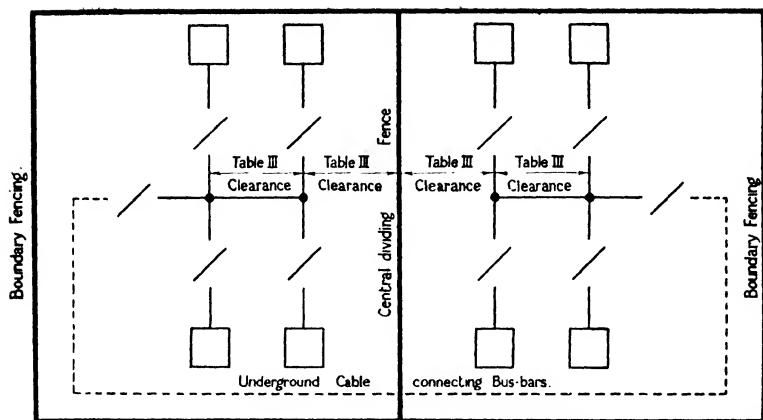 Boundary Fencing.
Table III
Clearance
Table III
Clearance
Central dividing Fence
Table III
Clearance
Table III
Clearance
Boundary Fencing
Underground Cable connecting Bus-bars.